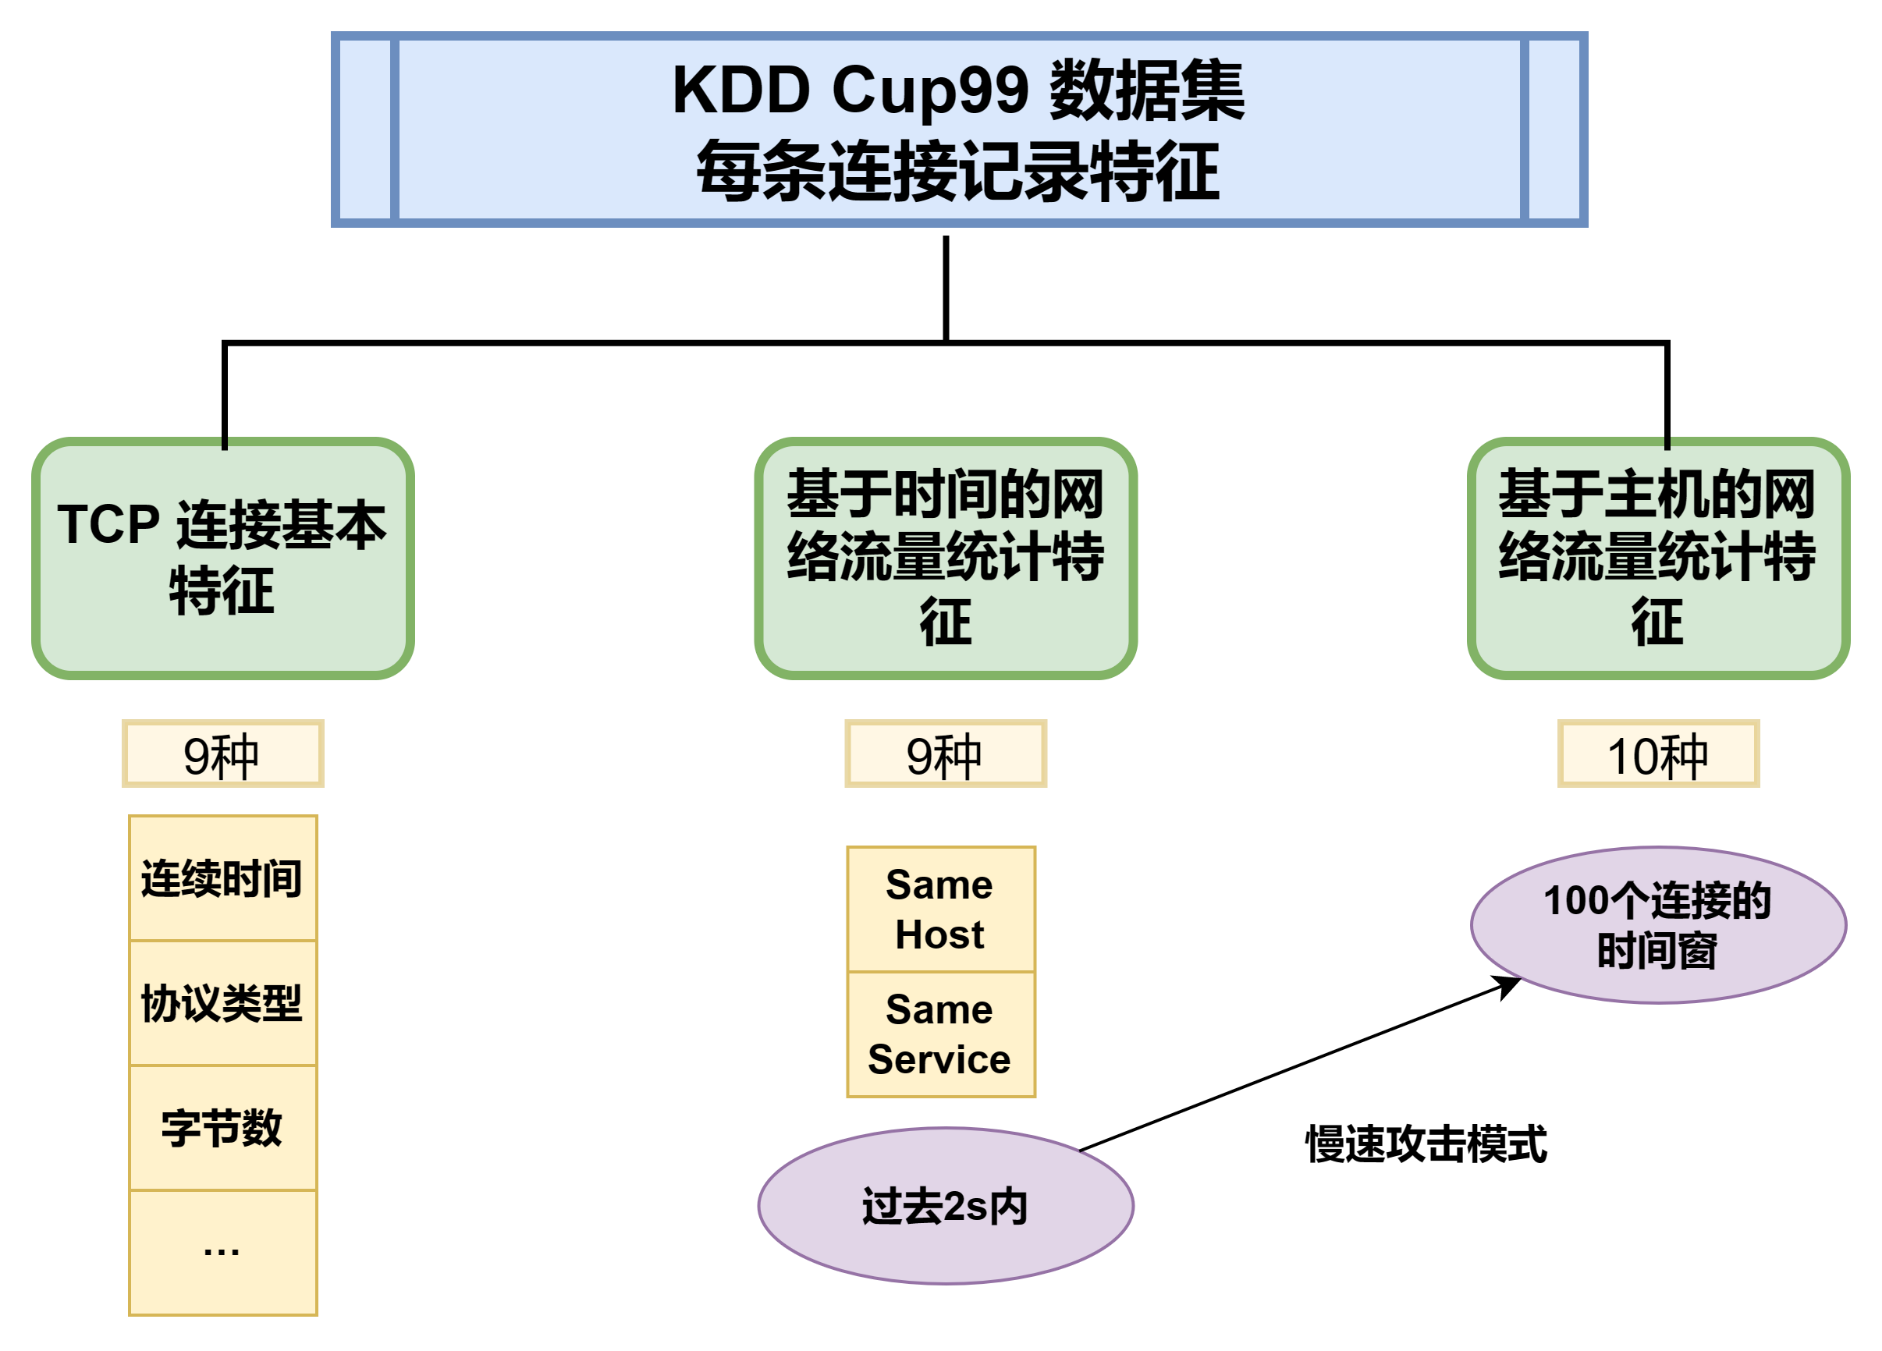 KDD Cup99 数据集
每条连接记录特征
TCP 连接基本
特征
基于时间的网
络流量统计特
征
基于主机的网
络流量统计特
征
9种
9种
10种
连续时间
协议类型
字节数
...
Same
Host
Same
Service
过去2s内
100个连接的
时间窗
慢速攻击模式